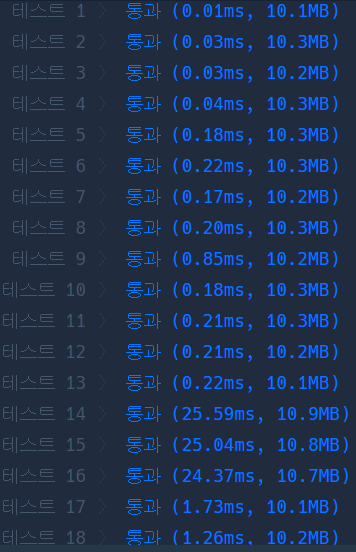 테스트 1 〉 통과 (0.01ms, 10.1MB)
테스트 2 〉 통과 (0.03ms, 10.3MB)
테스트 3 〉 통과 (0.03ms, 10.2MB)
테스트 4 〉 통과 (0.04ms, 10.3MB)
테스트 5 〉 통과 (0.18ms, 10.3MB)
테스트 6 〉 통과 (0.22ms, 10.3MB)
테스트 7 〉 통과 (0.17ms, 10.2MB)
테스트 8 〉 통과 (0.20ms, 10.3MB)
테스트 9 〉 통과 (0.85ms, 10.2MB)
테스트 10 〉 통과 (0.18ms, 10.3MB)
테스트 11 〉 통과 (0.21ms, 10.3MB)
테스트 12 〉 통과 (0.21ms, 10.2MB)
테스트 13 〉 통과 (0.22ms, 10.1MB)
테스트 14 〉 통과 (25.59ms, 10.9MB)
테스트 15 〉 통과 (25.04ms, 10.8MB)
테스트 16 〉 통과 (24.37ms, 10.7MB)
테스트 17 〉 통과 (1.73ms, 10.1MB)
테스트 18 〉 통과 (1.26ms, 10.2MB)